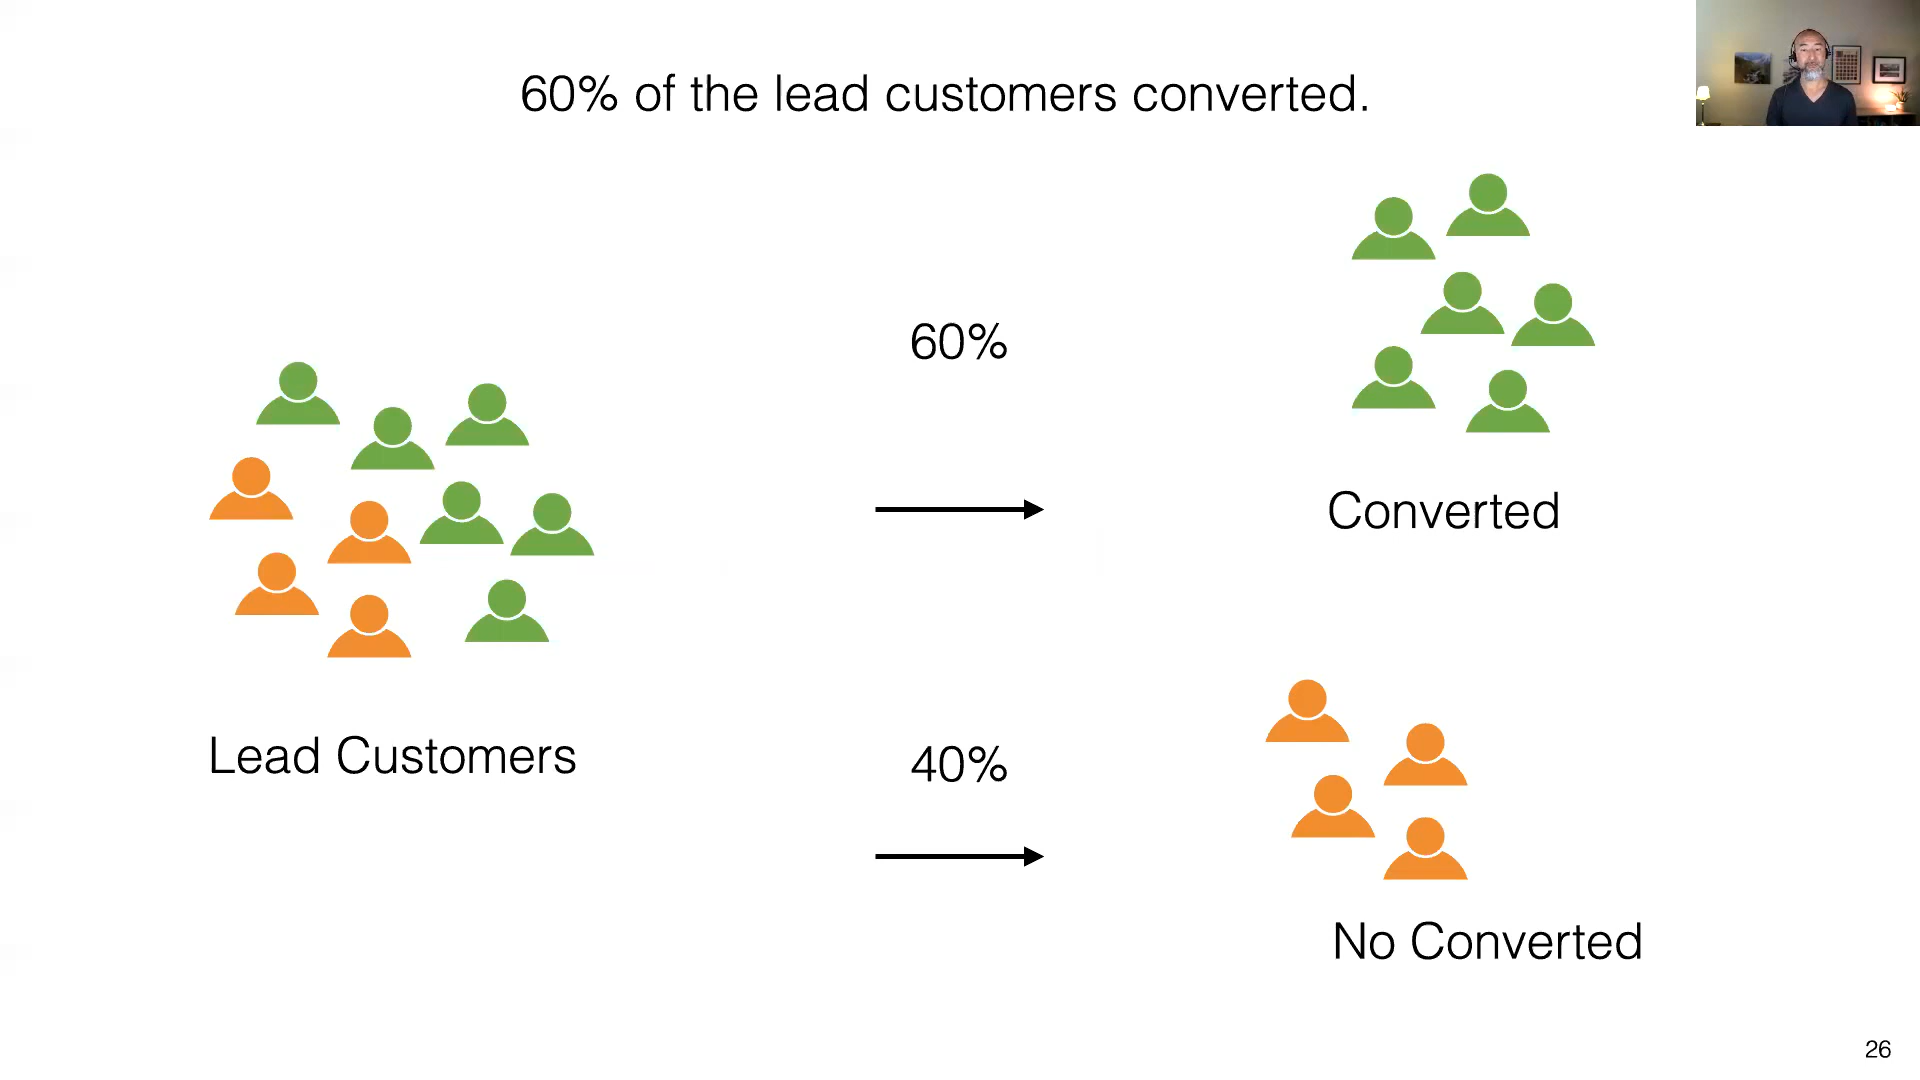 60% of the lead customers converted.
60%
Converted
Lead Customers
40%
No Converted
26